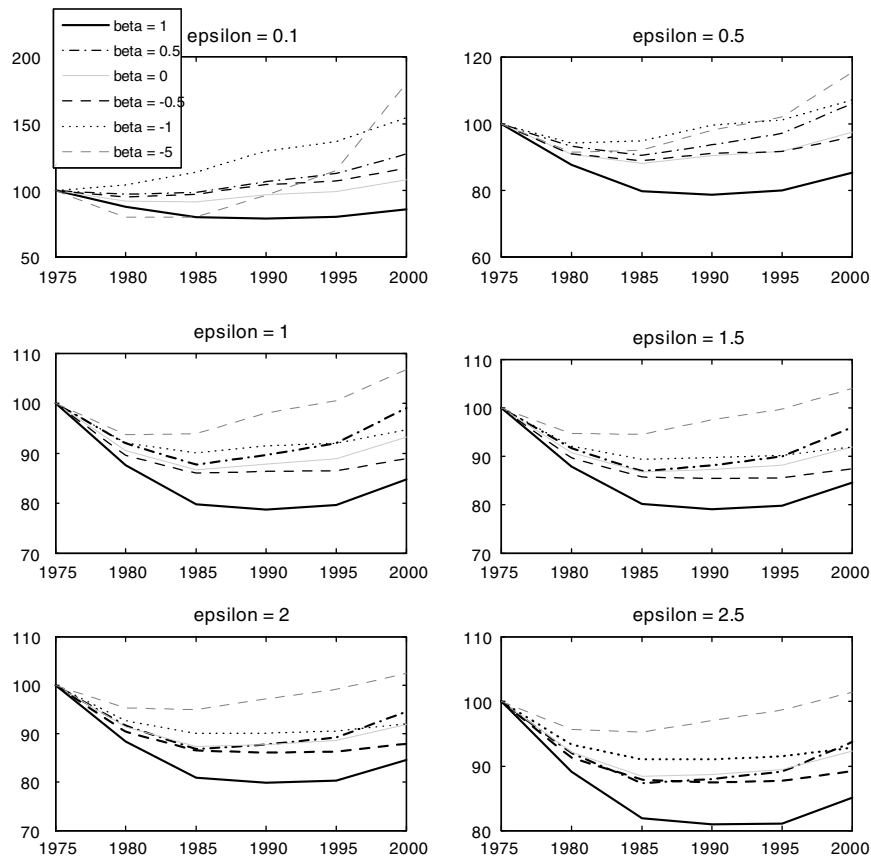 beta = 1
beta = 0.5
beta = 0
beta = -0.5
beta = -1
beta = -5
epsilon = 0.1
200
150
100
50
1975 1980 1985 1990 1995 2000
epsilon = 0.5
120
100
80
60
1975 1980 1985 1990 1995 2000
epsilon = 1
110
100
90
80
70
1975 1980 1985 1990 1995 2000
epsilon = 1.5
110
100
90
80
70
1975 1980 1985 1990 1995 2000
epsilon = 2
110
100
90
80
70
1975 1980 1985 1990 1995 2000
epsilon = 2.5
110
100
90
80
1975 1980 1985 1990 1995 2000